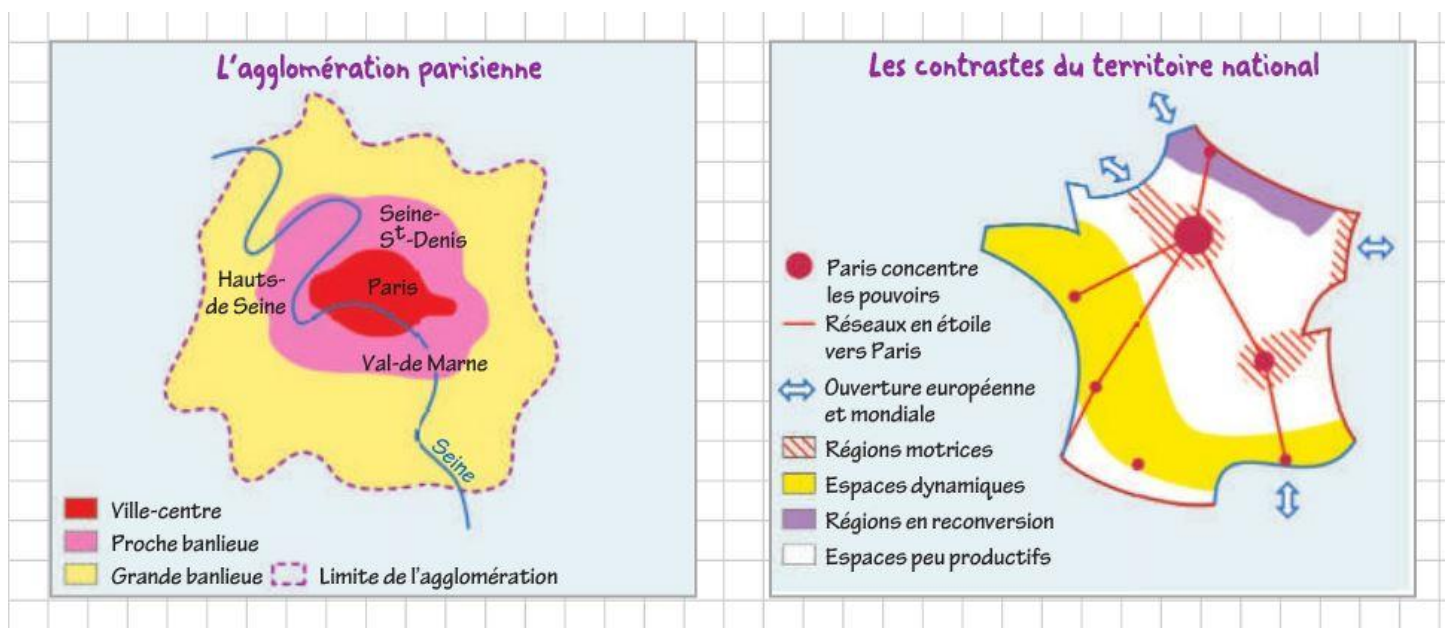 L'agglomération parisienne
Seine-
St-Denis
Hauts-
de Seine
Paris
Val-de Marne
Seine
Ville-centre
Proche banlieue
Grande banlieue
Limite de l'agglomération
Les contrastes du territoire national
Paris concentre
les pouvoirs
Réseaux en étoile
vers Paris
Ouverture européenne
et mondiale
Régions motrices
Espaces dynamiques
Régions en reconversion
Espaces peu productifs